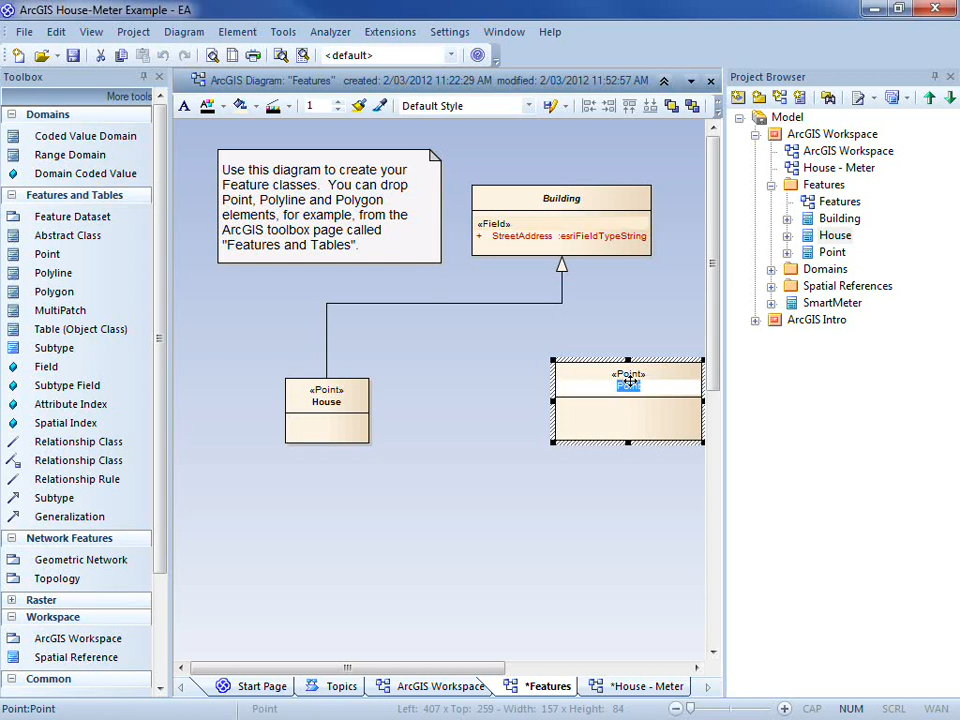 ArcGIS House-Meter Example - EA
File Edit View Project Diagram Element Tools Analyzer Extensions Settings Window Help
<default>
Toolbox
More tools
Domains
Coded Value Domain
Range Domain
Domain Coded Value
Features and Tables
Feature Dataset
Abstract Class
Point
Polyline
Polygon
MultiPatch
Table (Object Class)
Subtype
Field
Subtype Field
Attribute Index
Spatial Index
Relationship Class
Relationship Class
Relationship Rule
Subtype
Generalization
Network Features
Geometric Network
Topology
Raster
Workspace
ArcGIS Workspace
Spatial Reference
Common
ArcGIS Diagram: "Features" created: 2/03/2012 11:22:29 AM modified: 2/03/2012 11:52:57 AM
A A 1 Default Style
Use this diagram to create your
Feature classes. You can drop
Point, Polyline and Polygon
elements, for example, from the
ArcGIS toolbox page called
"Features and Tables".
Building
«Field»
+ StreetAddress :esriFieldTypeString
«Point»
House
«Point»
Point
Start Page Topics ArcGIS Workspace *Features *House - Meter
Project Browser
Model
ArcGIS Workspace
ArcGIS Workspace
House - Meter
Features
Features
Building
House
Point
Domains
Spatial References
SmartMeter
ArcGIS Intro
Point:Point Point Left: 407 x Top: 259 - Width: 157 x Height: 84 CAP NUM SCRL WAN